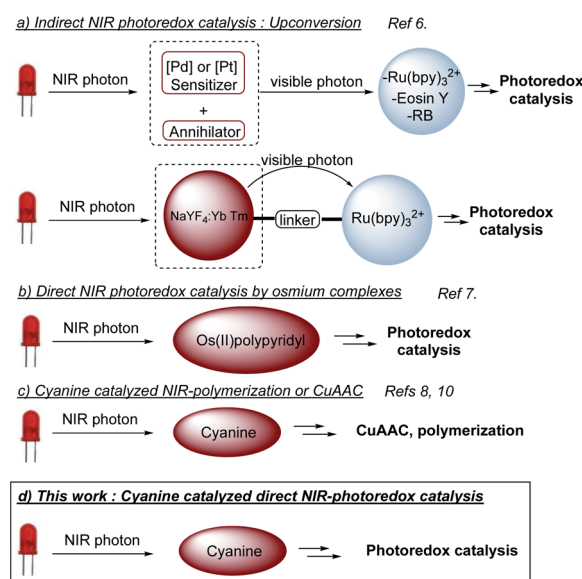 a) Indirect NIR photoredox catalysis : Upconversion Ref 6.
NIR photon
[Pd] or [Pt]
Sensitizer
+
Annihilator
visible photon
-Ru(bpy)₃²⁺
-Eosin Y
-RB
Photoredox
catalysis
visible photon
NIR photon
NaYF₄:Yb Tm
linker
Ru(bpy)₃²⁺
Photoredox
catalysis
b) Direct NIR photoredox catalysis by osmium complexes Ref 7.
NIR photon
Os(II)polypyridyl
Photoredox
catalysis
c) Cyanine catalyzed NIR-polymerization or CuAAC Refs 8, 10
NIR photon
Cyanine
CuAAC, polymerization
d) This work : Cyanine catalyzed direct NIR-photoredox catalysis
NIR photon
Cyanine
Photoredox catalysis